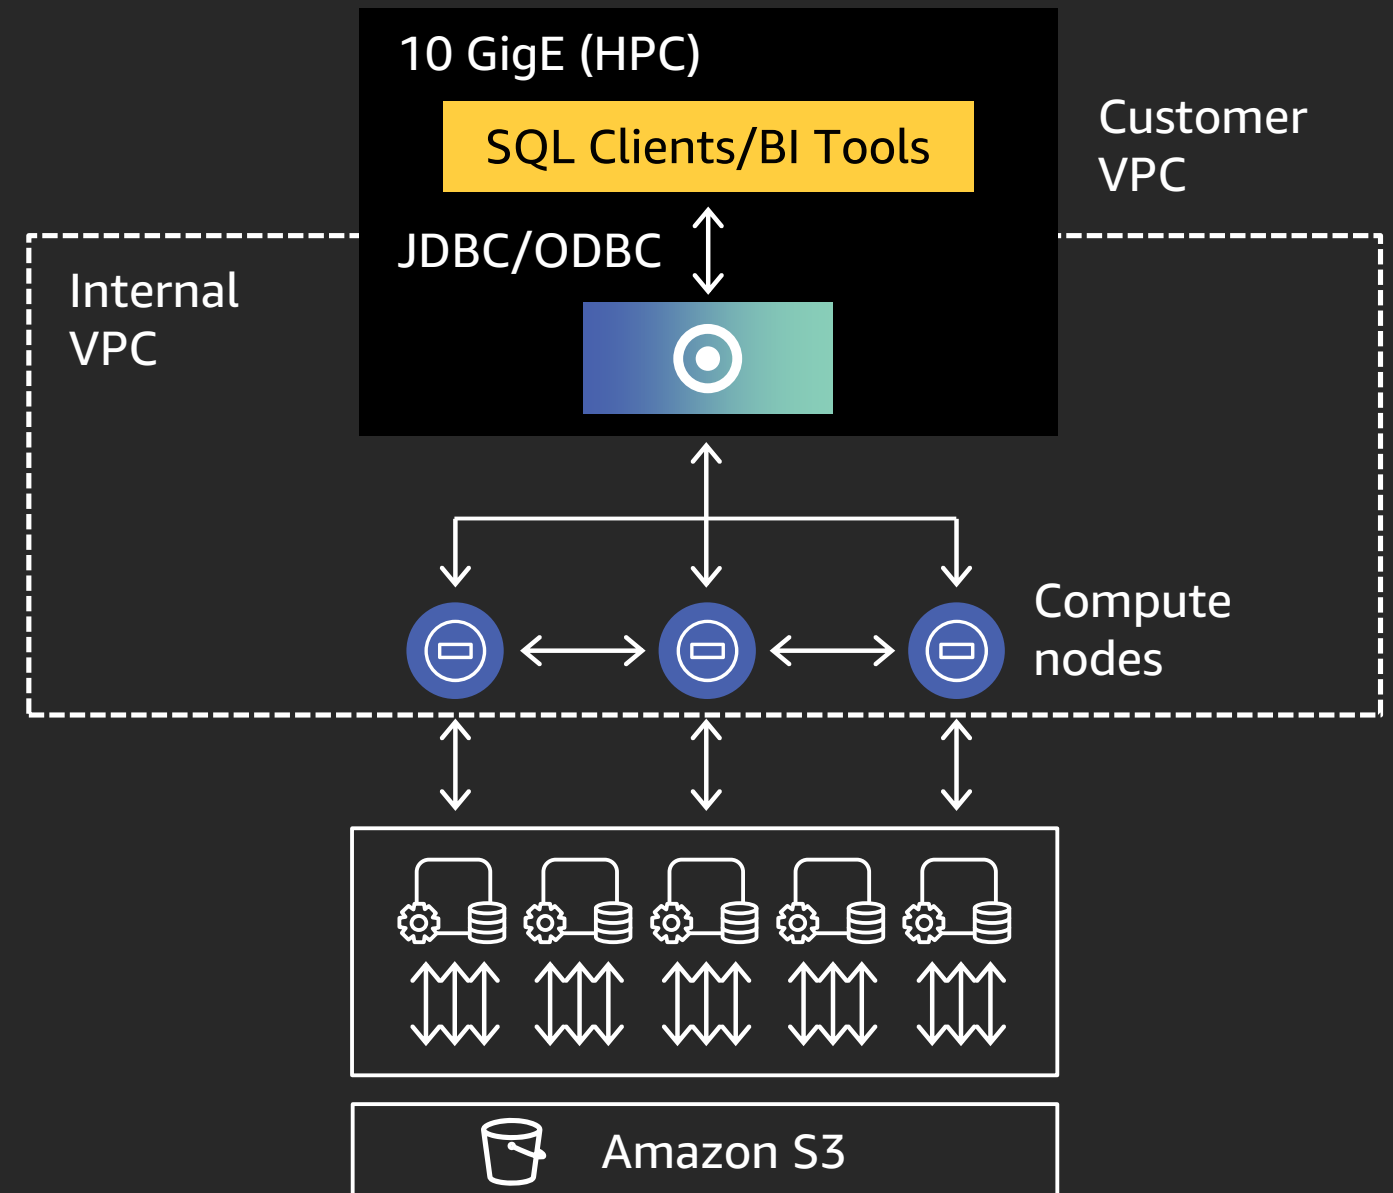 10 GigE (HPC)
SQL Clients/BI Tools
Customer
VPC
JDBC/ODBC
Internal
VPC
Compute
nodes
Amazon S3